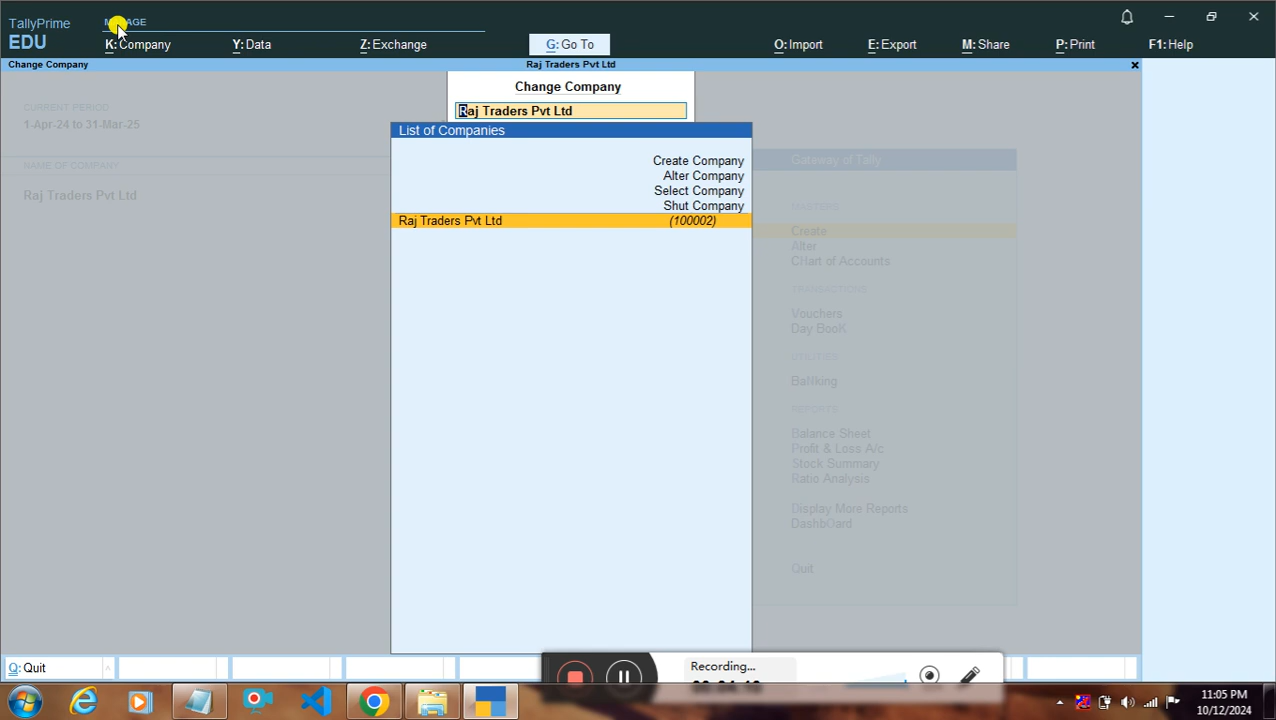 TallyPrime
EDU
MANAGE
K: Company
Y: Data
Z: Exchange
G: Go To
O: Import
E: Export
M: Share
P: Print
F1: Help
Change Company
Raj Traders Pvt Ltd
Change Company
Raj Traders Pvt Ltd
CURRENT PERIOD
1-Apr-24 to 31-Mar-25
NAME OF COMPANY
Raj Traders Pvt Ltd
List of Companies
Create Company
Alter Company
Select Company
Shut Company
Raj Traders Pvt Ltd (100002)
Gateway of Tally
MASTERS
Create
Alter
CHart of Accounts
TRANSACTIONS
Vouchers
Day BooK
UTILITIES
BaNking
REPORTS
Balance Sheet
Profit & Loss A/c
Stock Summary
Ratio Analysis
Display More Reports
DashbOard
Quit
Q: Quit
Recording...
11:05 PM
10/12/2024